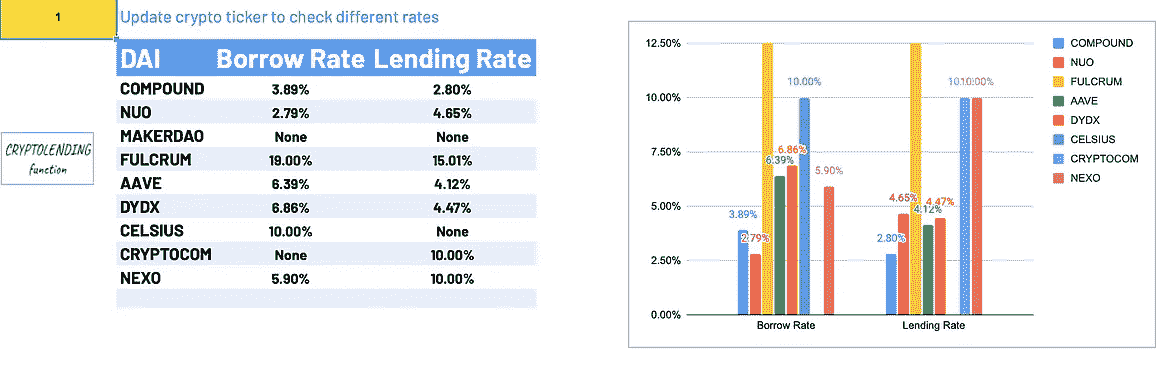 1
Update crypto ticker to check different rates
DAI Borrow Rate Lending Rate
COMPOUND 3.89% 2.80%
NUO 2.79% 4.65%
MAKERDAO None None
FULCRUM 19.00% 15.01%
AAVE 6.39% 4.12%
DYDX 6.86% 4.47%
CELSIUS 10.00% None
CRYPTOCOM None 10.00%
NEXO 5.90% 10.00%
CRYPTOLENDING
function
12.50%
10.00%
7.50%
5.00%
2.50%
0.00%
3.89%
2.79%
6.39%
6.86%
10.00%
5.90%
2.80%
4.65%
4.12%
4.47%
10.00%
10.00%
Borrow Rate
Lending Rate
COMPOUND
NUO
FULCRUM
AAVE
DYDX
CELSIUS
CRYPTOCOM
NEXO